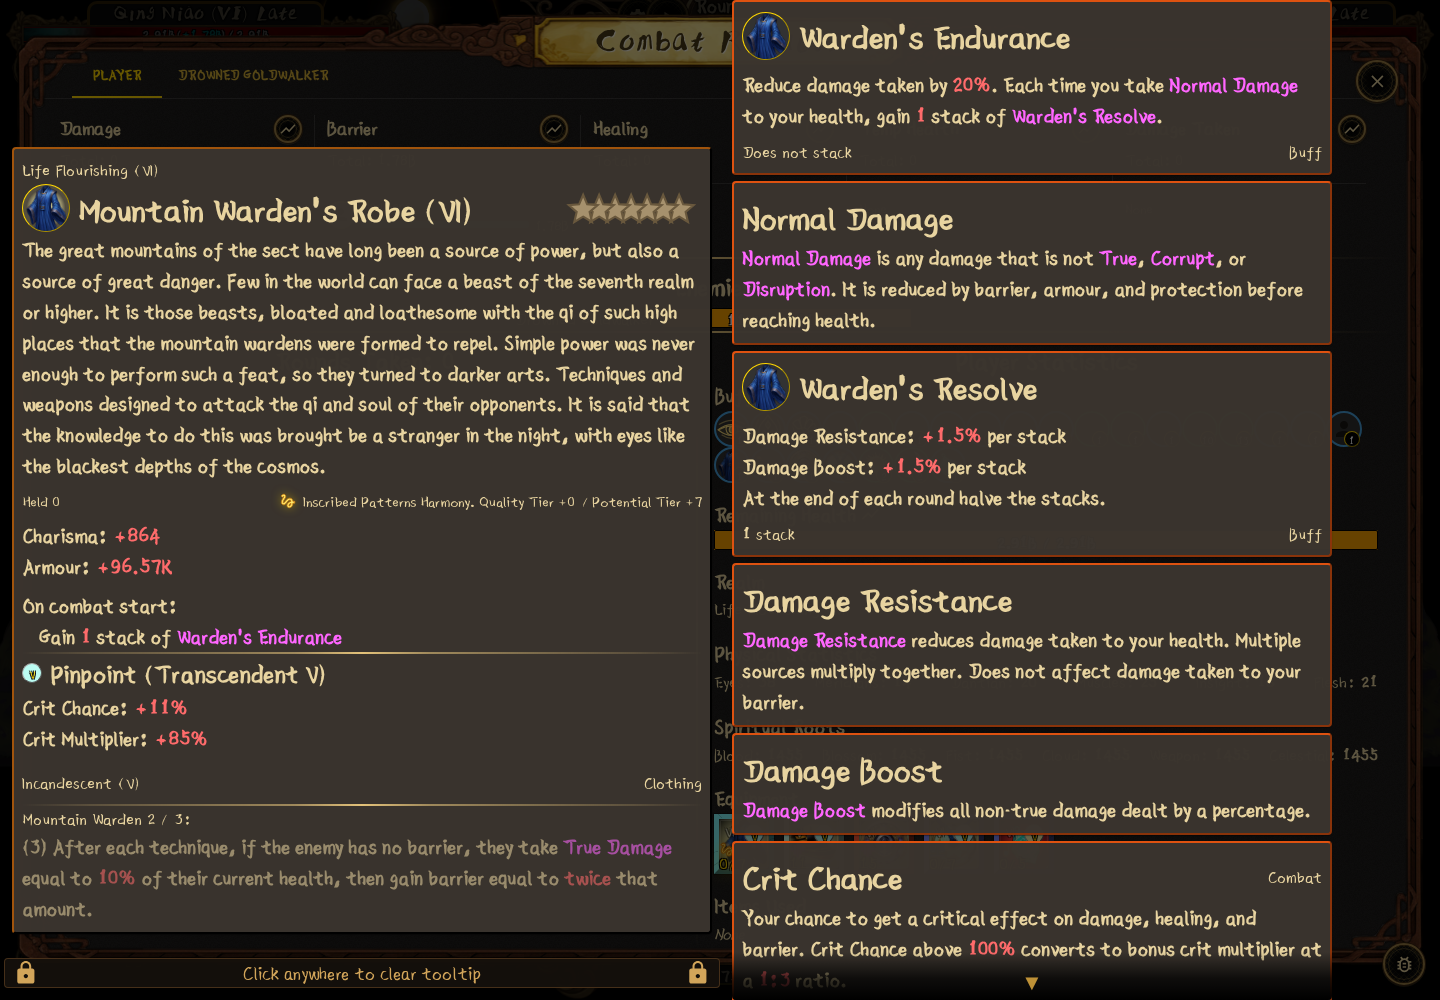 Qing Niao (VI) Late
Combat
PLAYER
DROWNED GOLDWALKER
Damage
Barrier
Healing
Life Flourishing (VI)
Mountain Warden's Robe (VI)
The great mountains of the sect have long been a source of power, but also a
source of great danger. Few in the world can face a beast of the seventh realm
or higher. It is those beasts, bloated and loathesome with the qi of such high
places that the mountain wardens were formed to repel. Simple power was never
enough to perform such a feat, so they turned to darker arts. Techniques and
weapons designed to attack the qi and soul of their opponents. It is said that
the knowledge to do this was brought be a stranger in the night, with eyes like
the blackest depths of the cosmos.
Held 0
Inscribed Patterns Harmony. Quality Tier +0 / Potential Tier +7
Charisma: +864
Armour: +96.57K
On combat start:
Gain 1 stack of Warden's Endurance
Pinpoint (Transcendent V)
Crit Chance: +11%
Crit Multiplier: +85%
Incandescent (V)
Clothing
Mountain Warden 2 / 3:
(3) After each technique, if the enemy has no barrier, they take True Damage
equal to 10% of their current health, then gain barrier equal to twice that
amount.
Click anywhere to clear tooltip
Warden's Endurance
Reduce damage taken by 20%. Each time you take Normal Damage
to your health, gain 1 stack of Warden's Resolve.
Does not stack
Buff
Normal Damage
Normal Damage is any damage that is not True, Corrupt, or
Disruption. It is reduced by barrier, armour, and protection before
reaching health.
Warden's Resolve
Damage Resistance: +1.5% per stack
Damage Boost: +1.5% per stack
At the end of each round halve the stacks.
1 stack
Buff
Damage Resistance
Damage Resistance reduces damage taken to your health. Multiple
sources multiply together. Does not affect damage taken to your
barrier.
Damage Boost
Damage Boost modifies all non-true damage dealt by a percentage.
Crit Chance
Combat
Your chance to get a critical effect on damage, healing, and
barrier. Crit Chance above 100% converts to bonus crit multiplier at
a 1:3 ratio.
Late
sh: 21
Spiritual Roots
: 1455